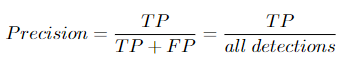 Precision = TP / (TP + FP) = TP / all detections